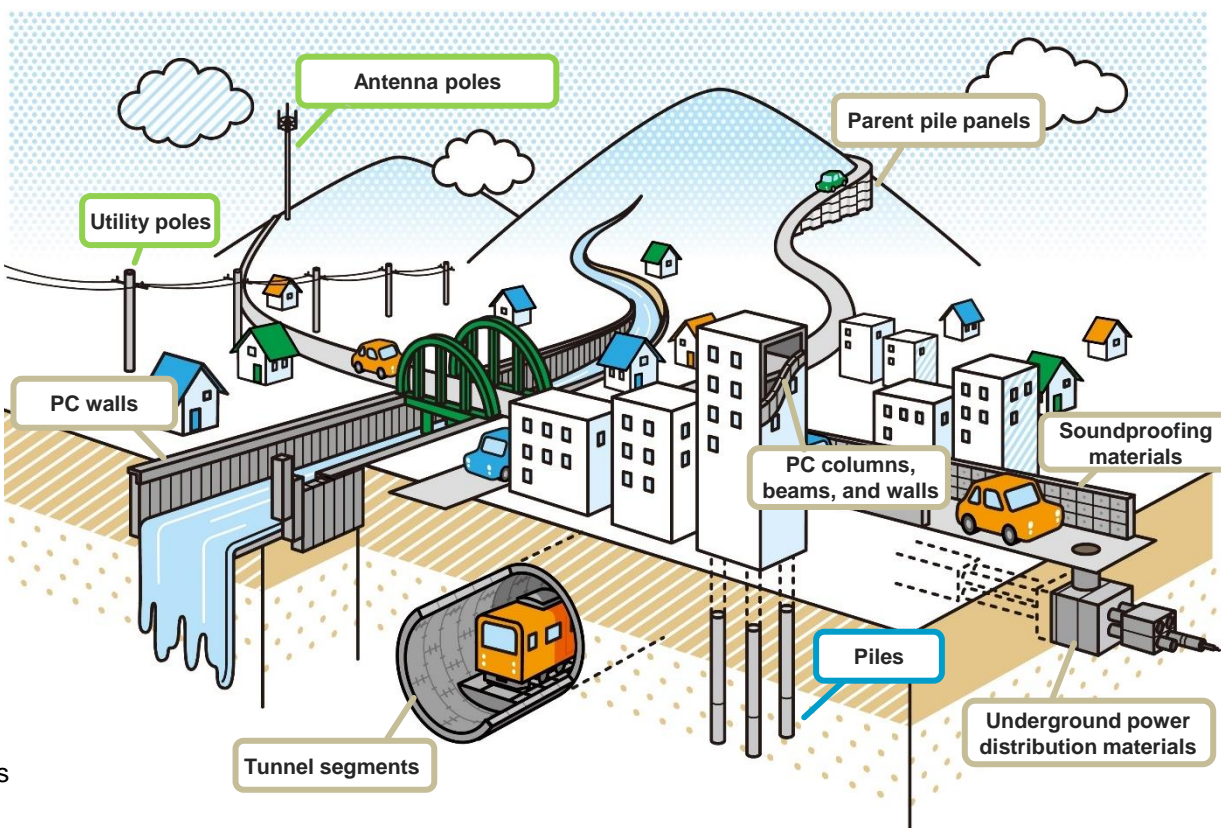 Antenna poles
Parent pile panels
Utility poles
PC walls
Soundproofing
materials
PC columns,
beams, and walls
Piles
Underground power
distribution materials
Tunnel segments
s